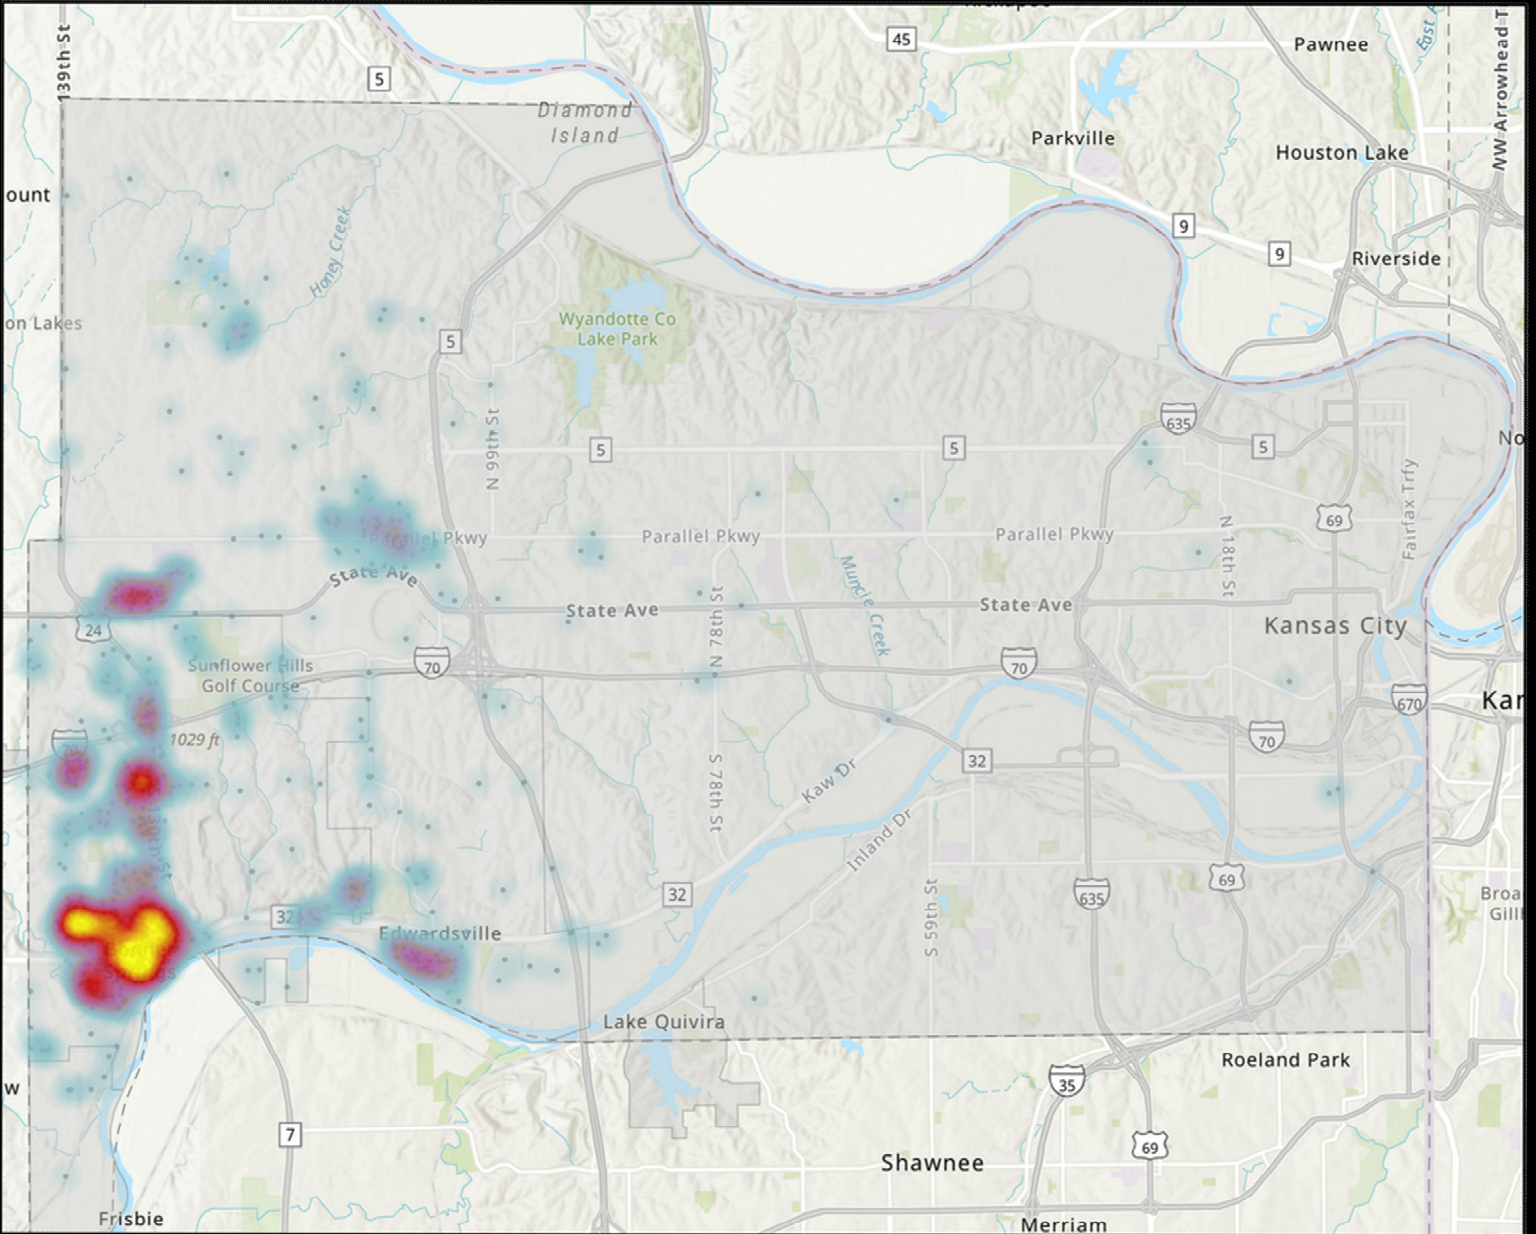 139th St
5
45
Pawnee
East
NW Arrowhead T
Diamond
Island
Parkville
Houston Lake
ount
Honey Creek
9
9
Riverside
on Lakes
Wyandotte Co
Lake Park
5
N 99th St
5
5
635
5
No
69
Fairfax Trfy
Parallel Pkwy
Parallel Pkwy
Parallel Pkwy
N 18th St
State Ave
Muncie Creek
State Ave
N 78th St
State Ave
24
Kansas City
Sunflower Hills
Golf Course
70
70
670
Kan
70
1029 ft
70
32
Kaw Dr
S 78th St
Inland Dr
130th St
32
635
69
S 59th St
Broa
Gill
32
Edwardsville
Lake Quivira
Roeland Park
w
35
7
69
Shawnee
Frisbie
Merriam